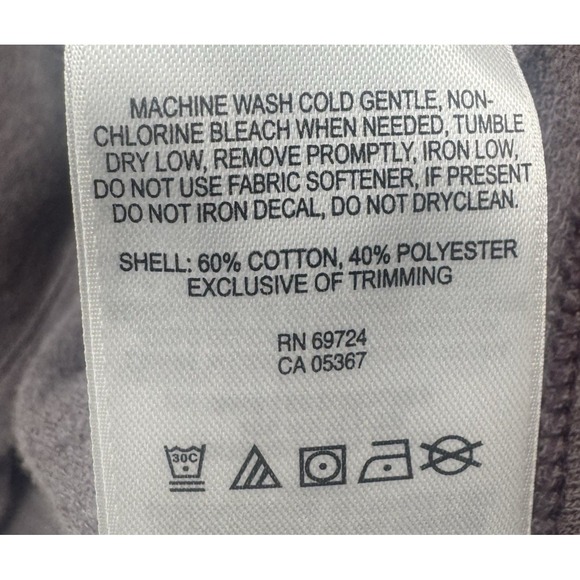 MACHINE WASH COLD GENTLE, NON-
CHLORINE BLEACH WHEN NEEDED, TUMBLE
DRY LOW, REMOVE PROMPTLY, IRON LOW,
DO NOT USE FABRIC SOFTENER, IF PRESENT
DO NOT IRON DECAL, DO NOT DRYCLEAN.
SHELL: 60% COTTON, 40% POLYESTER
EXCLUSIVE OF TRIMMING
RN 69724
CA 05367
30C